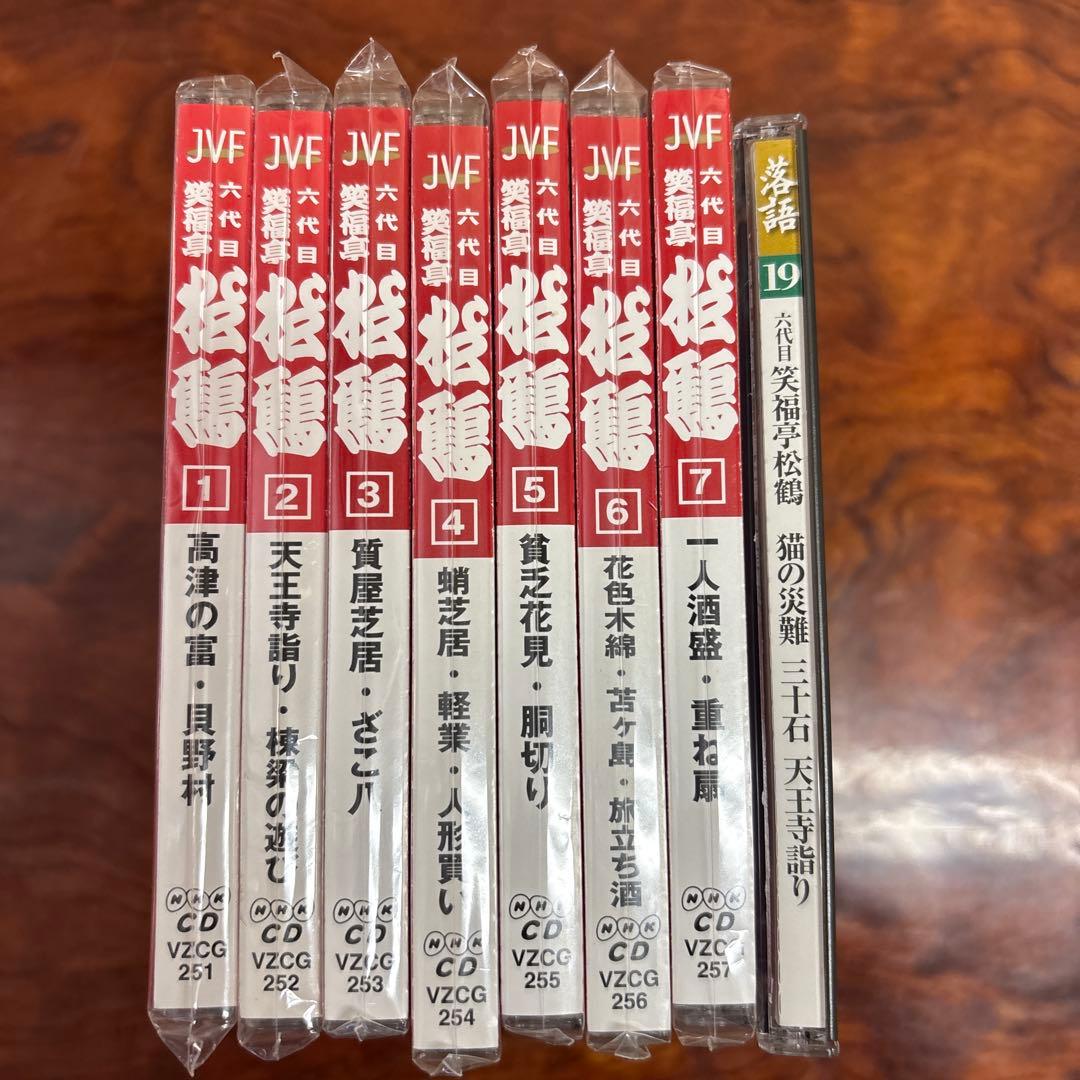 JVF
六代目
笑福亭
松鶴
1
高津の富・貝野村
NHK
CD
VZCG
251
JVF
六代目
笑福亭
松鶴
2
天王寺詣り・棟梁の遊び
NHK
CD
VZCG
252
JVF
六代目
笑福亭
松鶴
3
質屋芝居・ざこ八
NHK
CD
VZCG
253
JVF
六代目
笑福亭
松鶴
4
蛸芝居・軽業・人形買い
NHK
CD
VZCG
254
JVF
六代目
笑福亭
松鶴
5
貧乏花見・胴切り
NHK
CD
VZCG
255
JVF
六代目
笑福亭
松鶴
6
花色木綿・苫ヶ島・旅立ち酒
NHK
CD
VZCG
256
JVF
六代目
笑福亭
松鶴
7
一人酒盛・重ね扇
NHK
CD
VZCG
257
落語
19
六代目 笑福亭松鶴 猫の災難 三十石 天王寺詣り